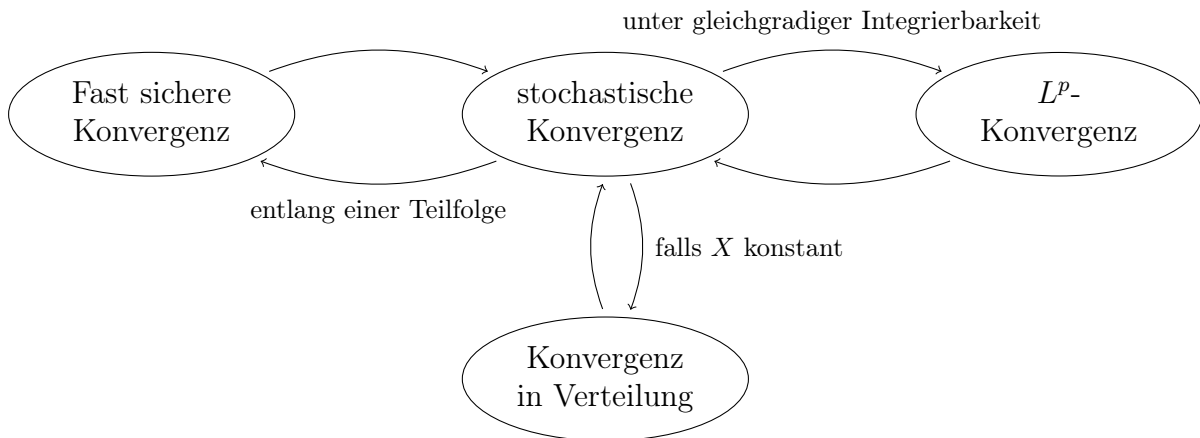 unter gleichgradiger Integrierbarkeit
Fast sichere
Konvergenz
stochastische
Konvergenz
L^p-
Konvergenz
entlang einer Teilfolge
falls X konstant
Konvergenz
in Verteilung